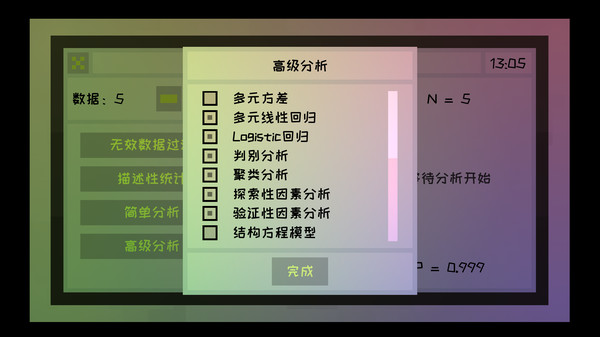 高级分析
13:05
数据: 5
N = 5
多元方差
多元线性回归
Logistic回归
判别分析
聚类分析
探索性因素分析
验证性因素分析
结构方程模型
无效数据过
描述性统计
简单分析
高级分析
待分析开始
= 0.999
完成